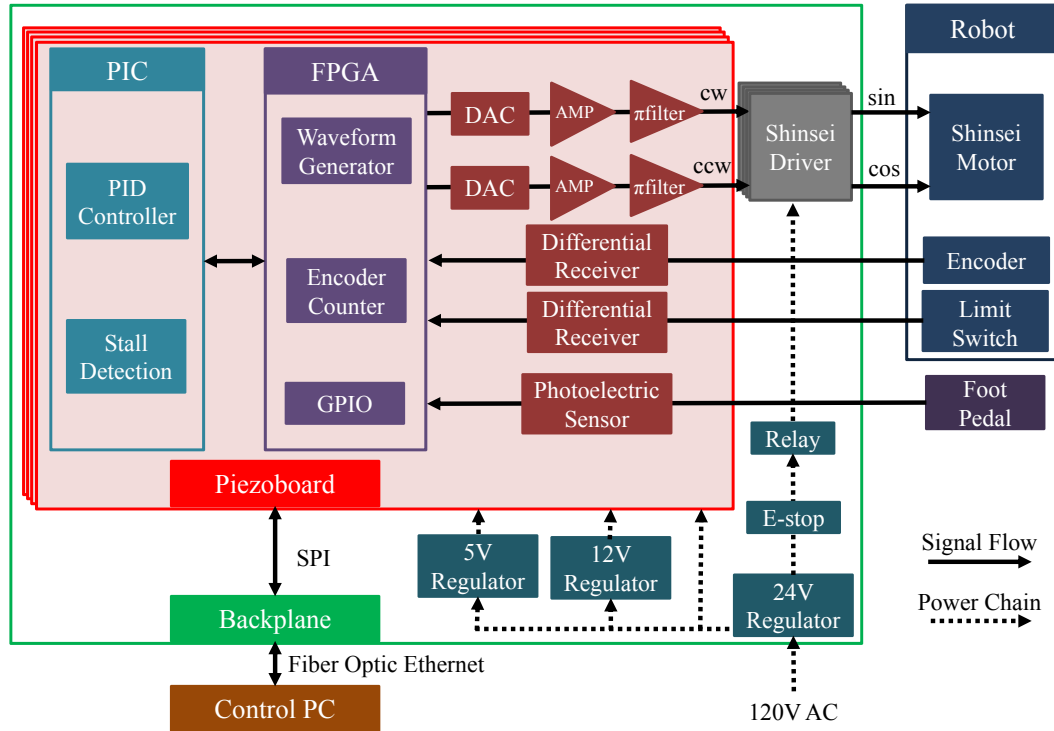 PIC
FPGA
Robot
PID
Controller
Stall
Detection
Waveform
Generator
Encoder
Counter
GPIO
DAC
AMP
πfilter
cw
DAC
AMP
πfilter
ccw
Shinsei
Driver
sin
cos
Shinsei
Motor
Differential
Receiver
Encoder
Differential
Receiver
Limit
Switch
Photoelectric
Sensor
Foot
Pedal
Relay
E-stop
Piezoboard
SPI
5V
Regulator
12V
Regulator
24V
Regulator
Signal Flow
Power Chain
Backplane
Fiber Optic Ethernet
Control PC
120V AC